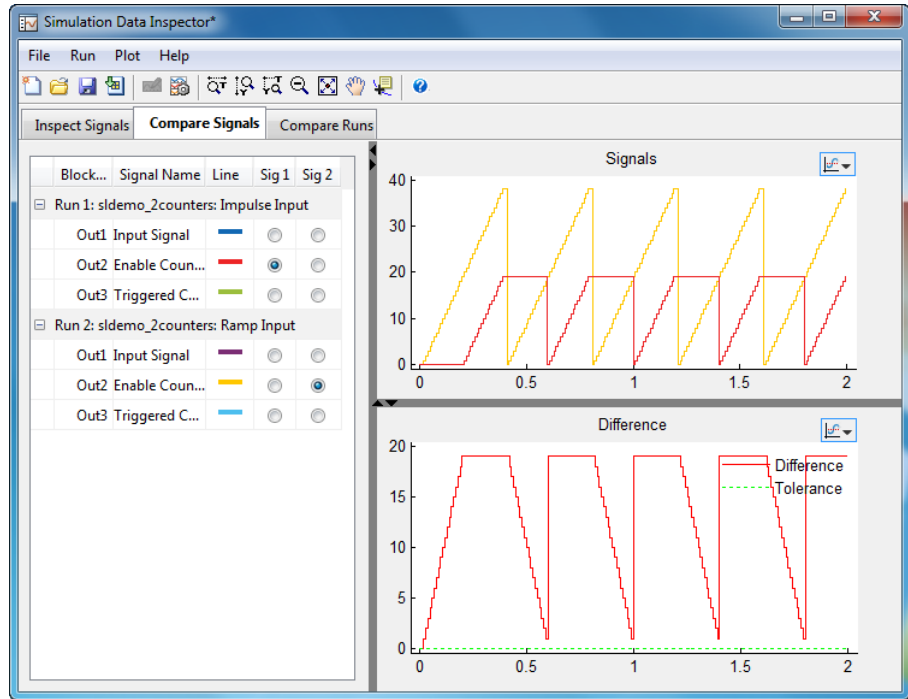 Simulation Data Inspector*
File Run Plot Help
Inspect Signals Compare Signals Compare Runs
Block... Signal Name Line Sig 1 Sig 2
Run 1: sldemo_2counters: Impulse Input
Out1 Input Signal
Out2 Enable Coun...
Out3 Triggered C...
Run 2: sldemo_2counters: Ramp Input
Out1 Input Signal
Out2 Enable Coun...
Out3 Triggered C...
Signals
40
30
20
10
0
0 0.5 1 1.5 2
Difference
20
15
10
5
0
Difference
Tolerance
0 0.5 1 1.5 2